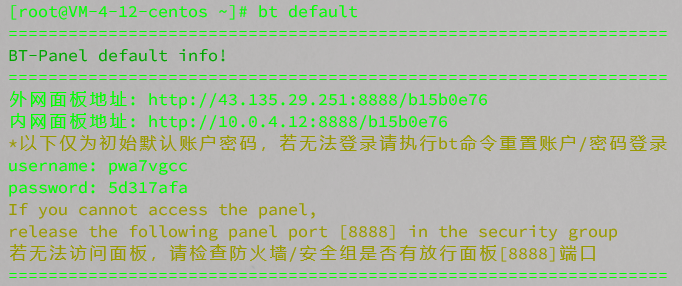 [root@VM-4-12-centos ~]# bt default
==================================================================
BT-Panel default info!
==================================================================
外网面板地址: http://43.135.29.251:8888/b15b0e76
内网面板地址: http://10.0.4.12:8888/b15b0e76
*以下仅为初始默认账户密码，若无法登录请执行bt命令重置账户/密码登录
username: pwa7vgcc
password: 5d317afa
If you cannot access the panel,
release the following panel port [8888] in the security group
若无法访问面板，请检查防火墙/安全组是否有放行面板[8888]端口
==================================================================